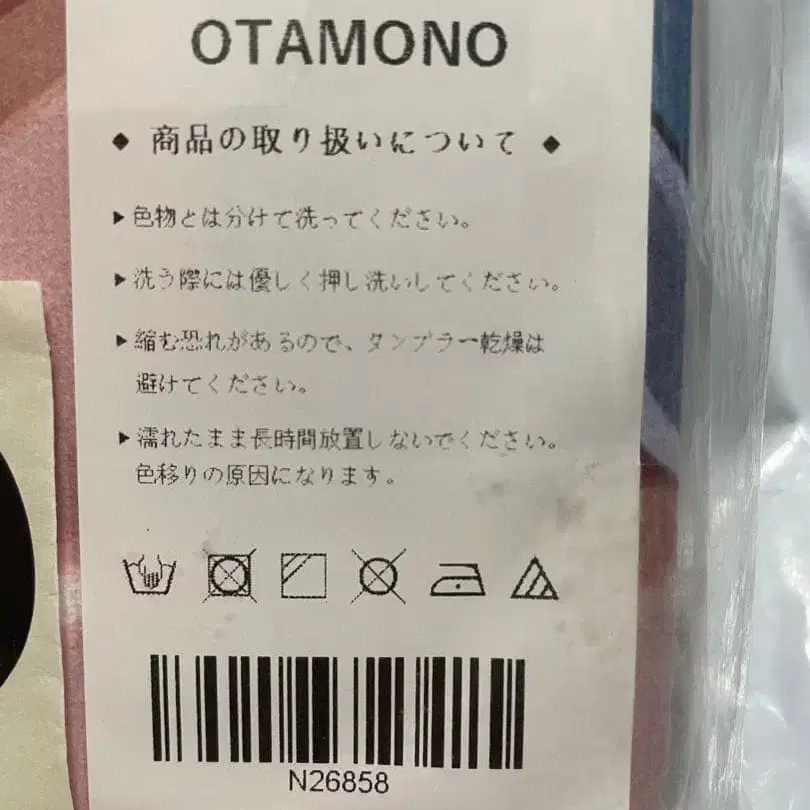 OTAMONO
◆ 商品の取り扱いについて ◆
▶色物とは分けて洗ってください。
▶洗う際には優しく押し洗いしてください。
▶縮む恐れがあるので、タンブラー乾燥は
避けてください。
▶濡れたまま長時間放置しないでください。
色移りの原因になります。
N26858